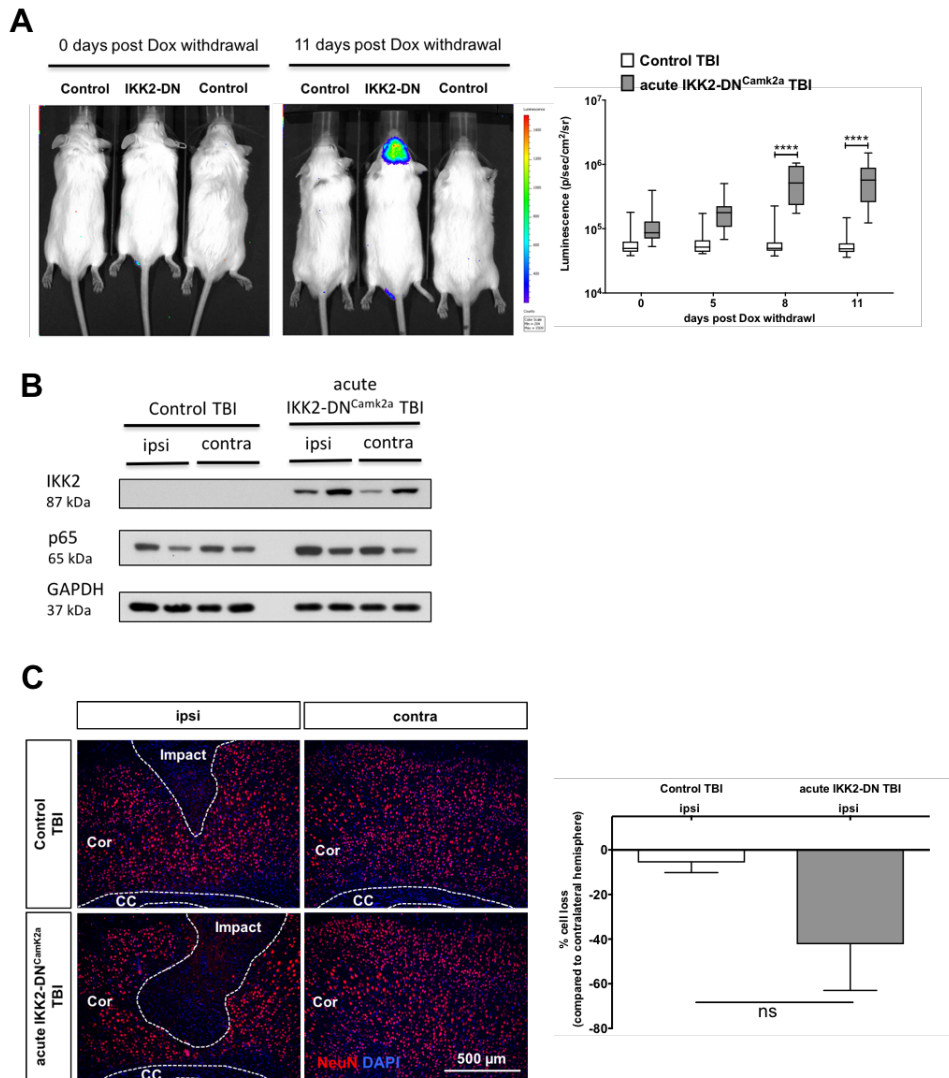 A
0 days post Dox withdrawal
11 days post Dox withdrawal
Control IKK2-DN Control
Control IKK2-DN Control
Luminescence
Counts
Control TBI
acute IKK2-DNCamk2a TBI
Luminescence (p/sec/cm2/sr)
107
106
105
104
****
****
0 5 8 11
days post Dox withdrawl
B
Control TBI
acute
IKK2-DNCamk2a TBI
ipsi contra
ipsi contra
IKK2
87 kDa
p65
65 kDa
GAPDH
37 kDa
C
ipsi
contra
Control
TBI
Impact
Cor
CC
Cor
CC
acute IKK2-DNCamK2a
TBI
Impact
Cor
CC
Cor
NeuN DAPI
500 µm
Control TBI
ipsi
acute IKK2-DN TBI
ipsi
% cell loss
(compared to contralateral hemisphere)
0
-20
-40
-60
-80
ns